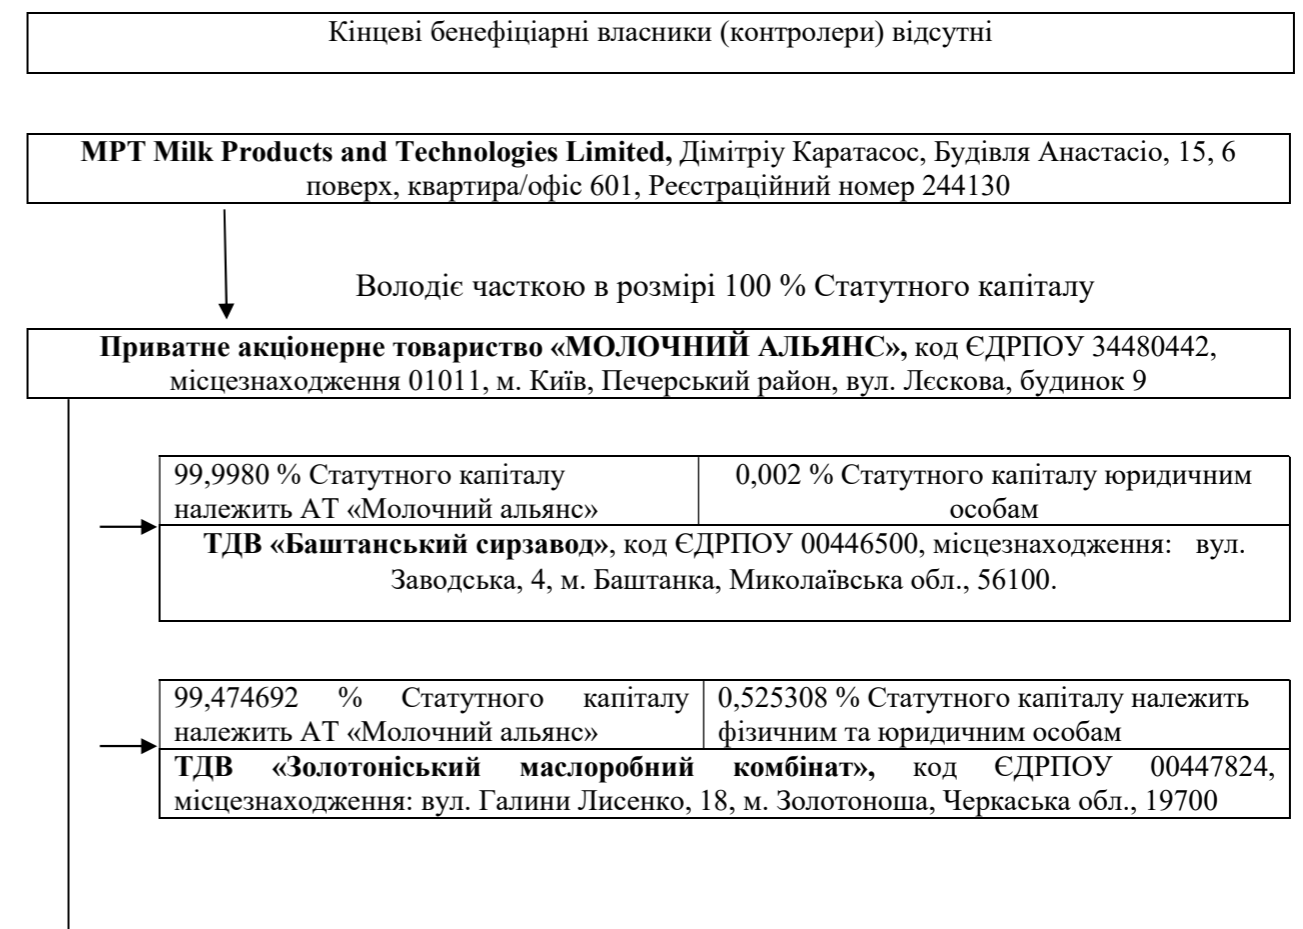 Кінцеві бенефіціарні власники (контролери) відсутні
MPT Milk Products and Technologies Limited, Дімітріу Каратасос, Будівля Анастасіо, 15, 6
поверх, квартира/офіс 601, Реєстраційний номер 244130
Володіє часткою в розмірі 100 % Статутного капіталу
Приватне акціонерне товариство «МОЛОЧНИЙ АЛЬЯНС», код ЄДРПОУ 34480442,
місцезнаходження 01011, м. Київ, Печерський район, вул. Лєскова, будинок 9
99,9980 % Статутного капіталу
належить АТ «Молочний альянс»
0,002 % Статутного капіталу юридичним
особам
ТДВ «Баштанський сирзавод», код ЄДРПОУ 00446500, місцезнаходження: вул.
Заводська, 4, м. Баштанка, Миколаївська обл., 56100.
99,474692 % Статутного капіталу
належить АТ «Молочний альянс»
0,525308 % Статутного капіталу належить
фізичним та юридичним особам
ТДВ «Золотоніський маслоробний комбінат», код ЄДРПОУ 00447824,
місцезнаходження: вул. Галини Лисенко, 18, м. Золотоноша, Черкаська обл., 19700